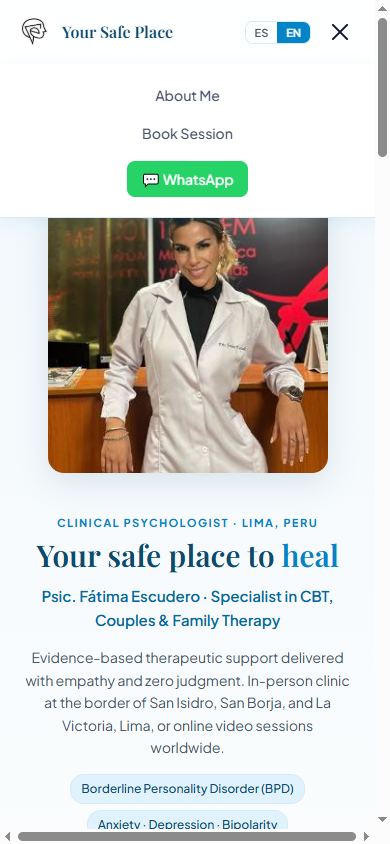 Your Safe Place
ES EN
About Me
Book Session
💬 WhatsApp
FM
CLINICAL PSYCHOLOGIST · LIMA, PERU
Your safe place to heal
Psic. Fátima Escudero · Specialist in CBT,
Couples & Family Therapy
Evidence-based therapeutic support delivered
with empathy and zero judgment. In-person clinic
at the border of San Isidro, San Borja, and La
Victoria, Lima, or online video sessions
worldwide.
Borderline Personality Disorder (BPD)
Anxiety · Depression · Bipolarity